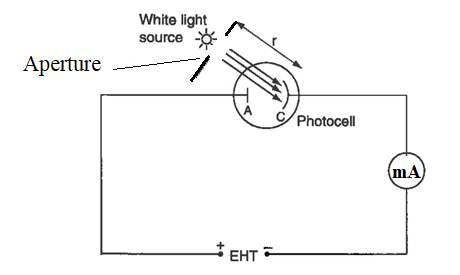 White light
source
r
Aperture
A
C
Photocell
mA
+
EHT
−